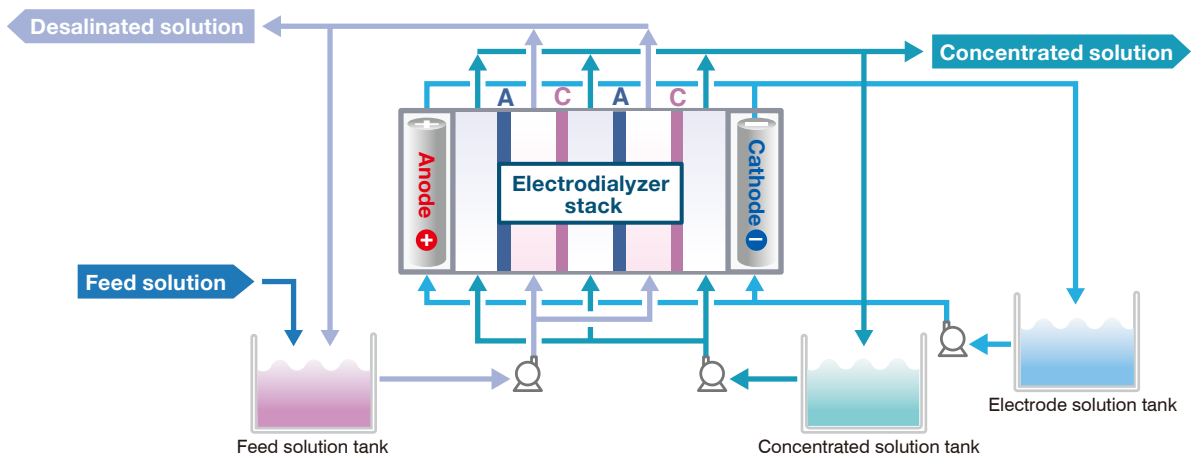 Desalinated solution
Concentrated solution
A
C
A
C
+
−
Anode
Cathode
+
−
Electrodialyzer
stack
Feed solution
Electrode solution tank
Feed solution tank
Concentrated solution tank